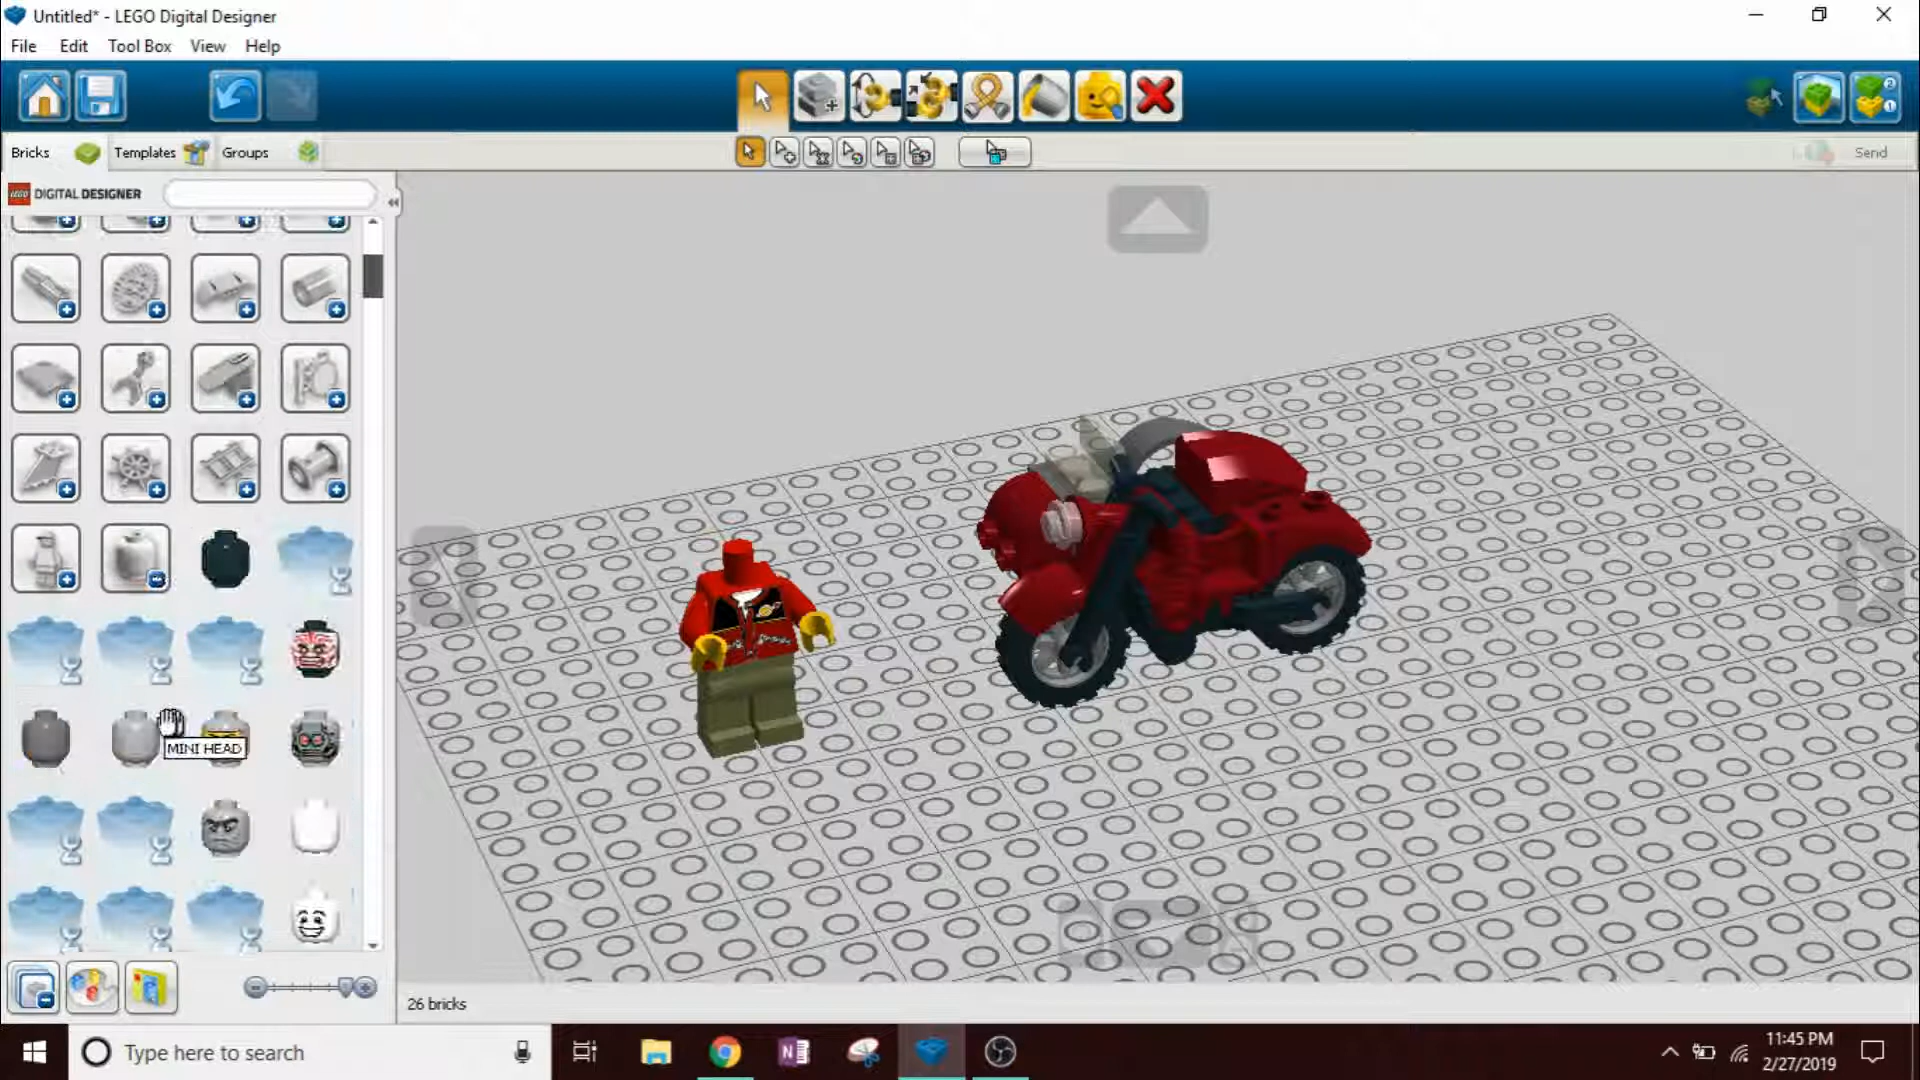 Untitled* - LEGO Digital Designer
File Edit Tool Box View Help
Bricks Templates Groups
Send
LEGO DIGITAL DESIGNER
MINI HEAD
26 bricks
Type here to search
11:45 PM
2/27/2019